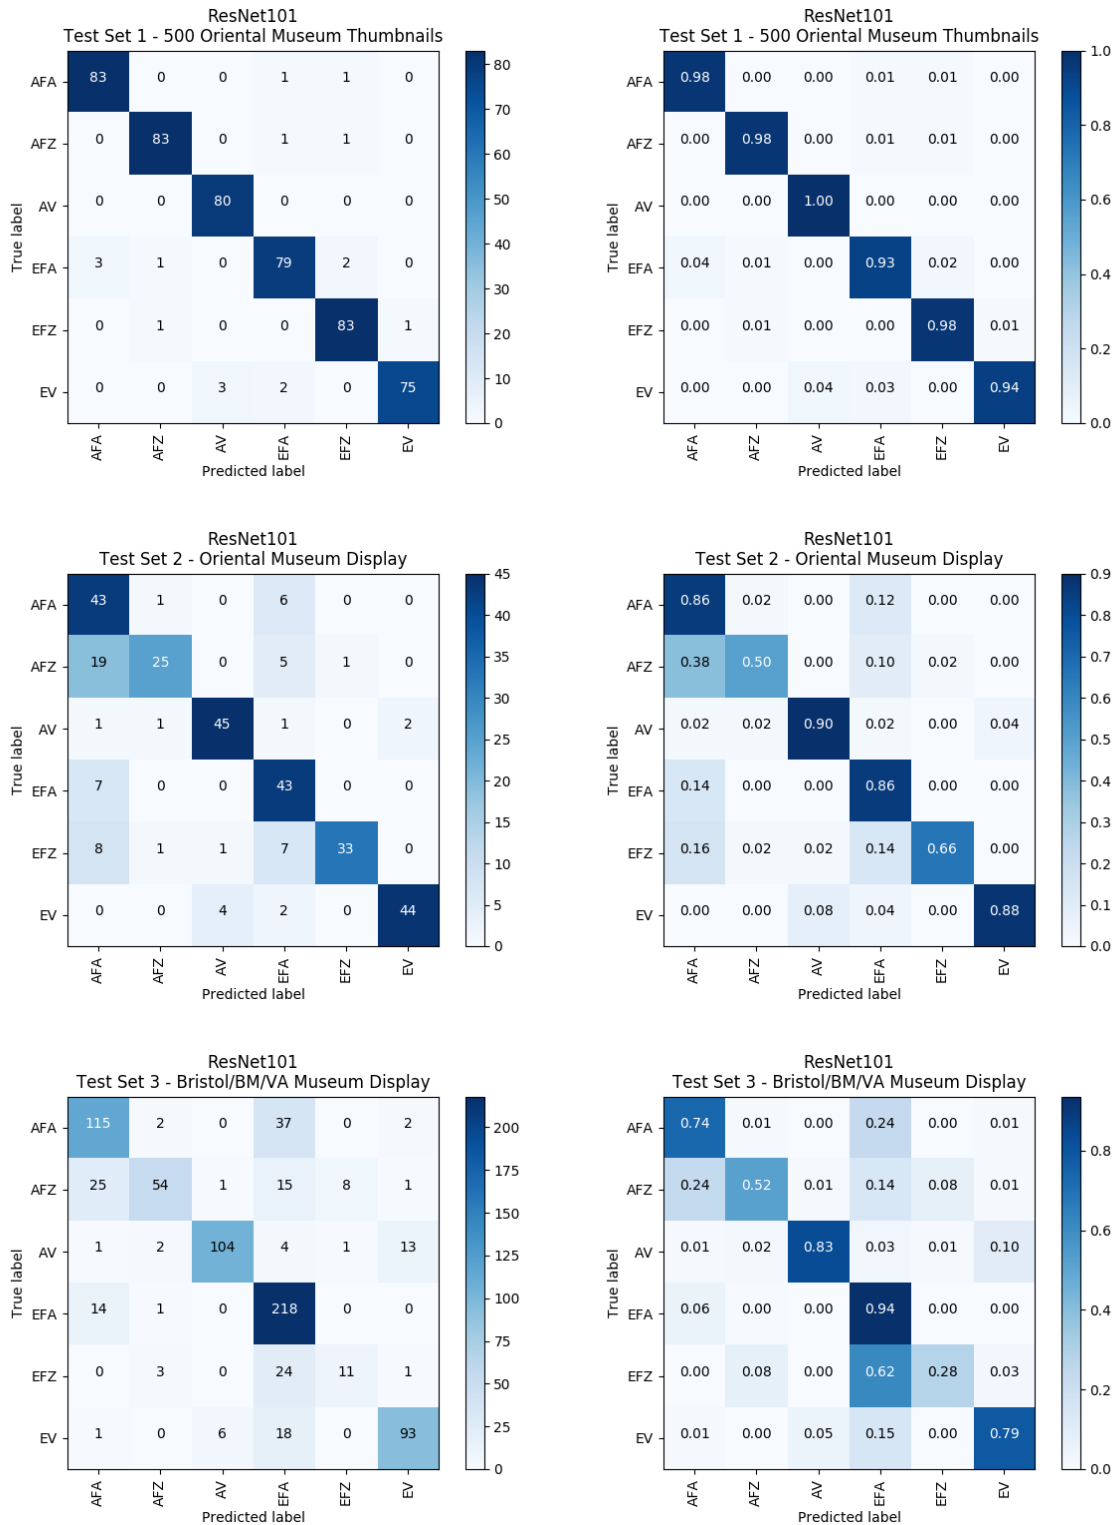 ResNet101
Test Set 1 - 500 Oriental Museum Thumbnails
True label
AFA 83 0 0 1 1 0
AFZ 0 83 0 1 1 0
AV 0 0 80 0 0 0
EFA 3 1 0 79 2 0
EFZ 0 1 0 0 83 1
EV 0 0 3 2 0 75
AFA AFZ AV EFA EFZ EV
Predicted label
80
70
60
50
40
30
20
10
0
ResNet101
Test Set 1 - 500 Oriental Museum Thumbnails
True label
AFA 0.98 0.00 0.00 0.01 0.01 0.00
AFZ 0.00 0.98 0.00 0.01 0.01 0.00
AV 0.00 0.00 1.00 0.00 0.00 0.00
EFA 0.04 0.01 0.00 0.93 0.02 0.00
EFZ 0.00 0.01 0.00 0.00 0.98 0.01
EV 0.00 0.00 0.04 0.03 0.00 0.94
AFA AFZ AV EFA EFZ EV
Predicted label
1.0
0.8
0.6
0.4
0.2
0.0
ResNet101
Test Set 2 - Oriental Museum Display
True label
AFA 43 1 0 6 0 0
AFZ 19 25 0 5 1 0
AV 1 1 45 1 0 2
EFA 7 0 0 43 0 0
EFZ 8 1 1 7 33 0
EV 0 0 4 2 0 44
AFA AFZ AV EFA EFZ EV
Predicted label
45
40
35
30
25
20
15
10
5
0
ResNet101
Test Set 2 - Oriental Museum Display
True label
AFA 0.86 0.02 0.00 0.12 0.00 0.00
AFZ 0.38 0.50 0.00 0.10 0.02 0.00
AV 0.02 0.02 0.90 0.02 0.00 0.04
EFA 0.14 0.00 0.00 0.86 0.00 0.00
EFZ 0.16 0.02 0.02 0.14 0.66 0.00
EV 0.00 0.00 0.08 0.04 0.00 0.88
AFA AFZ AV EFA EFZ EV
Predicted label
0.9
0.8
0.7
0.6
0.5
0.4
0.3
0.2
0.1
0.0
ResNet101
Test Set 3 - Bristol/BM/VA Museum Display
True label
AFA 115 2 0 37 0 2
AFZ 25 54 1 15 8 1
AV 1 2 104 4 1 13
EFA 14 1 0 218 0 0
EFZ 0 3 0 24 11 1
EV 1 0 6 18 0 93
AFA AFZ AV EFA EFZ EV
Predicted label
200
175
150
125
100
75
50
25
0
ResNet101
Test Set 3 - Bristol/BM/VA Museum Display
True label
AFA 0.74 0.01 0.00 0.24 0.00 0.01
AFZ 0.24 0.52 0.01 0.14 0.08 0.01
AV 0.01 0.02 0.83 0.03 0.01 0.10
EFA 0.06 0.00 0.00 0.94 0.00 0.00
EFZ 0.00 0.08 0.00 0.62 0.28 0.03
EV 0.01 0.00 0.05 0.15 0.00 0.79
AFA AFZ AV EFA EFZ EV
Predicted label
0.8
0.6
0.4
0.2
0.0